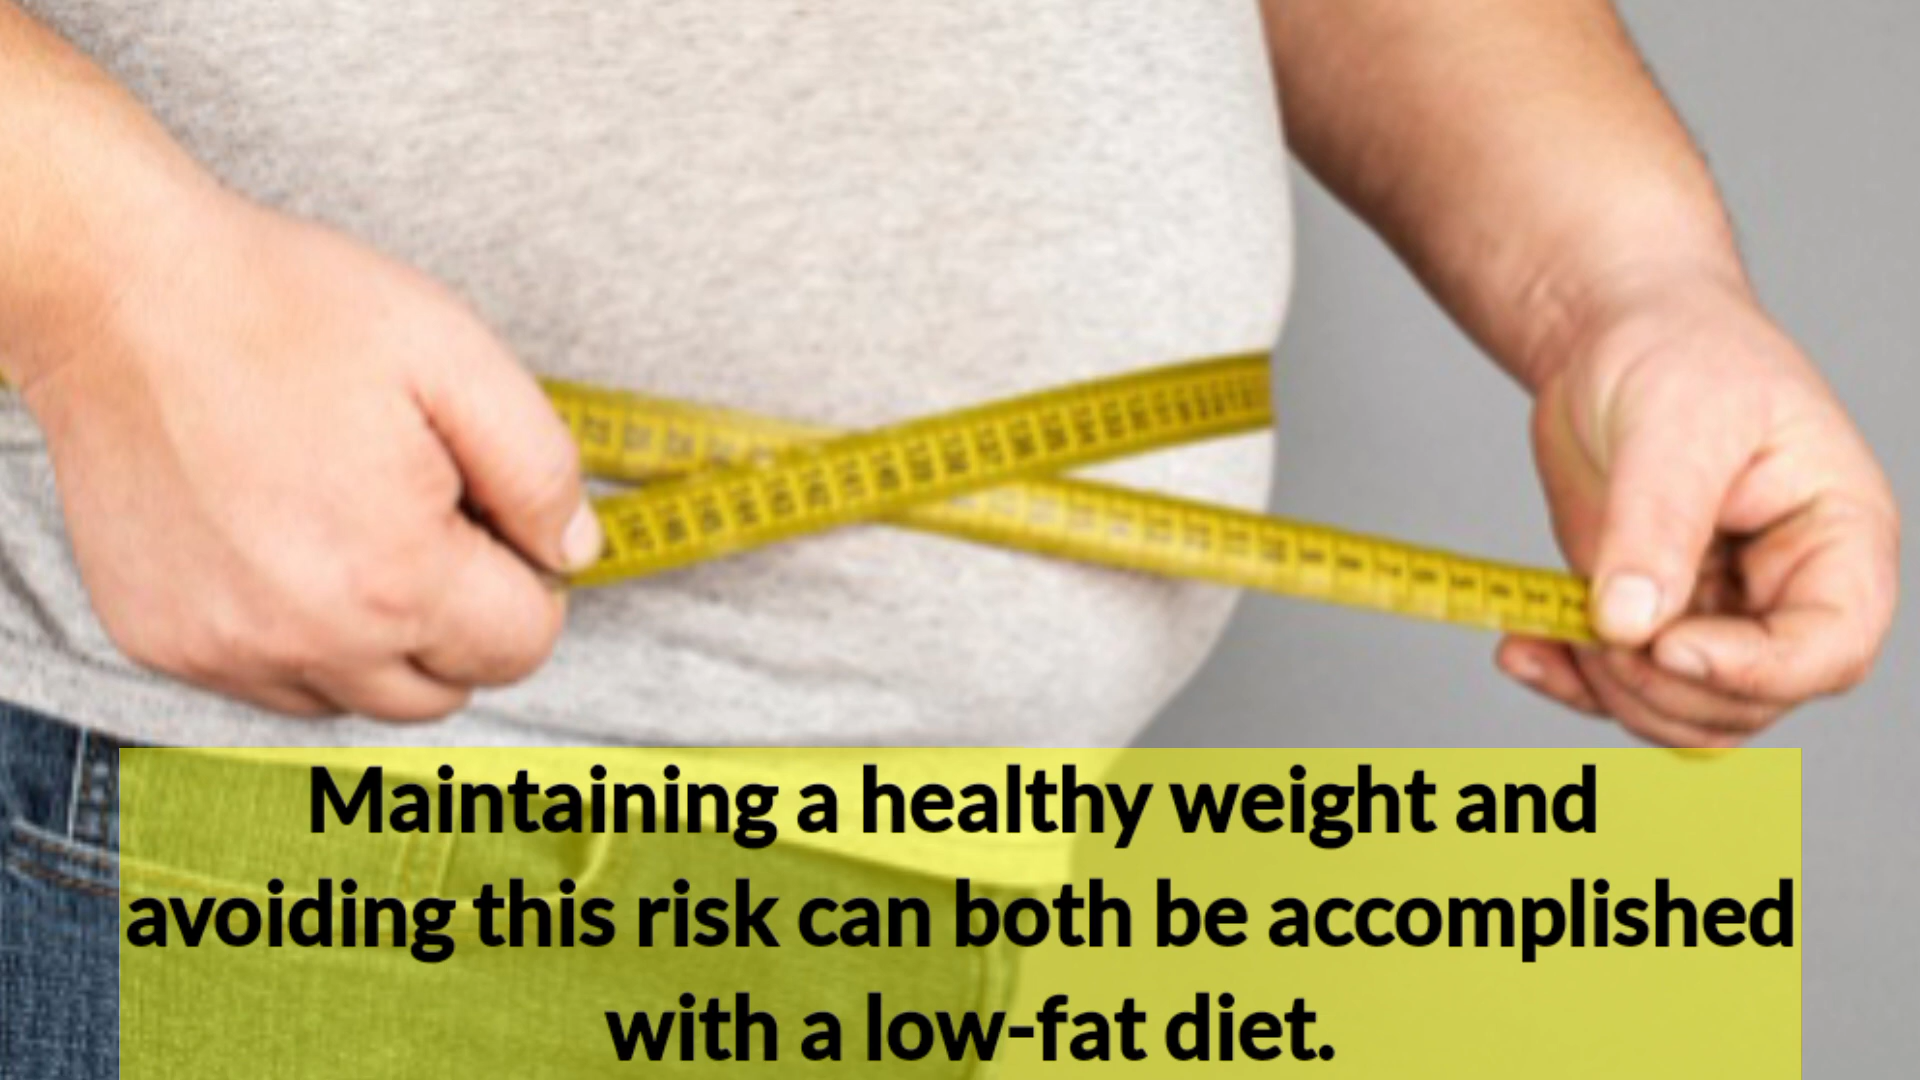 Maintaining a healthy weight and
avoiding this risk can both be accomplished
with a low-fat diet.